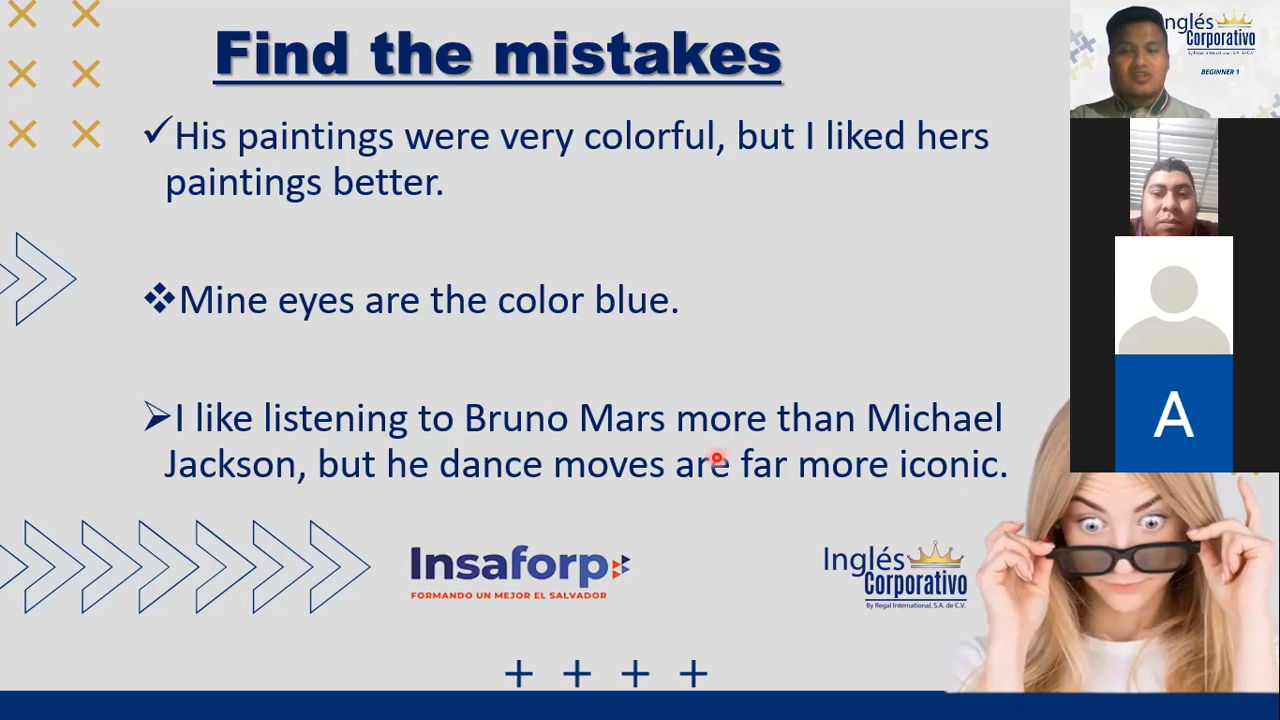 Find the mistakes
His paintings were very colorful, but I liked hers
paintings better.
Mine eyes are the color blue.
I like listening to Bruno Mars more than Michael
Jackson, but he dance moves are far more iconic.
Insaforp
FORMANDO UN MEJOR EL SALVADOR
Inglés
Corporativo
By Regal International, S.A. de C.V.
Inglés
Corporativo
By Regal International, S.A. de C.V.
BEGINNER 1
A